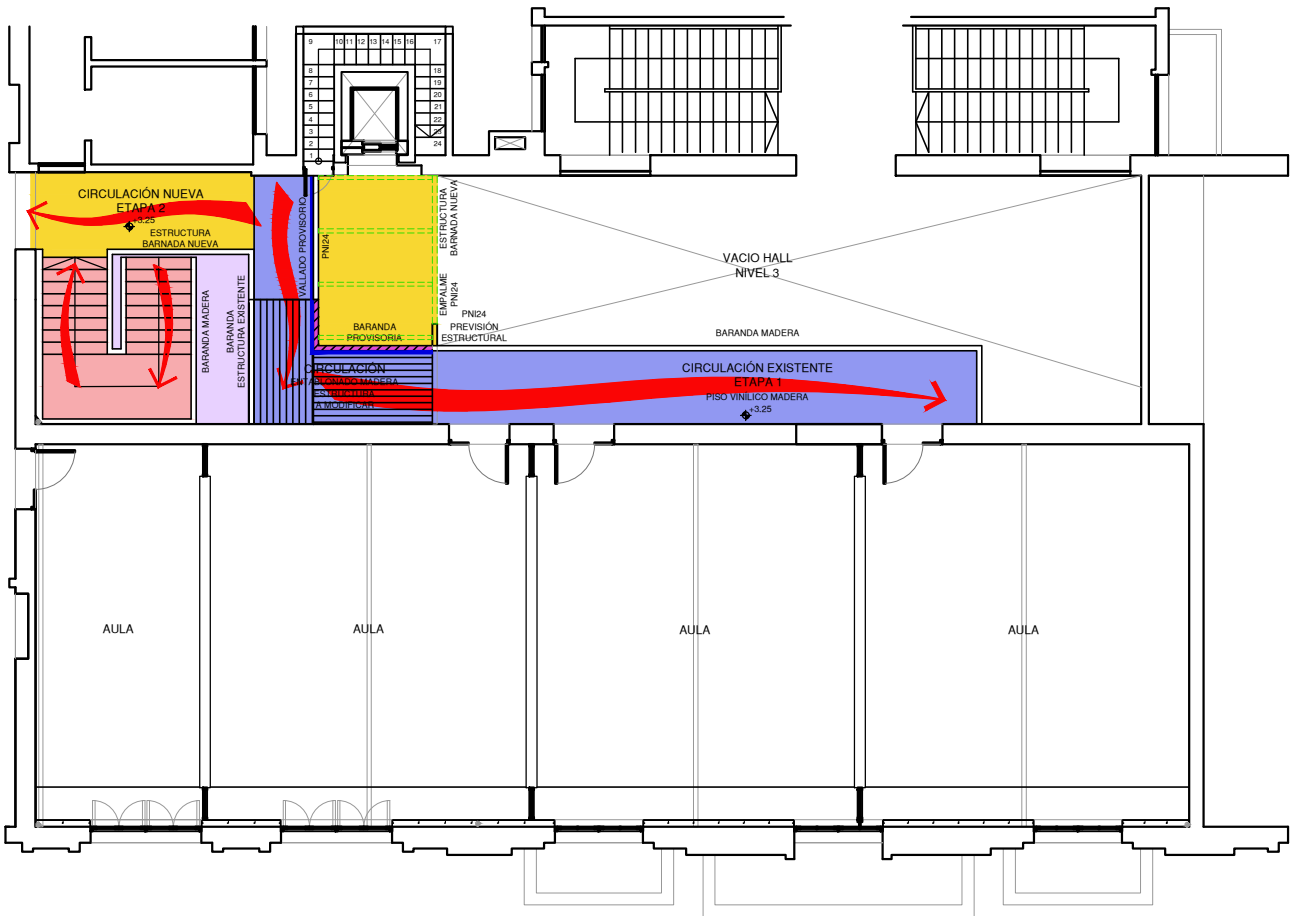 9
10
11
12
13
14
15
16
17
8
7
6
5
4
3
2
1
18
19
20
21
22
23
24
CIRCULACIÓN NUEVA
ETAPA 2
+3.25
ESTRUCTURA
BARNADA NUEVA
VALLADO PROVISORIO
PNI24
ESTRUCTURA
BARNADA NUEVA
EMPALME
PNI24
VACIO HALL
NIVEL 3
BARANDA MADERA
BARANDA
ESTRUCTURA EXISTENTE
BARANDA
PROVISORIA
PNI24
PREVISIÓN
ESTRUCTURAL
BARANDA MADERA
CIRCULACIÓN
ENTABLONADO MADERA
ESTRUCTURA
A MODIFICAR
CIRCULACIÓN EXISTENTE
ETAPA 1
PISO VINILICO MADERA
+3.25
AULA
AULA
AULA
AULA